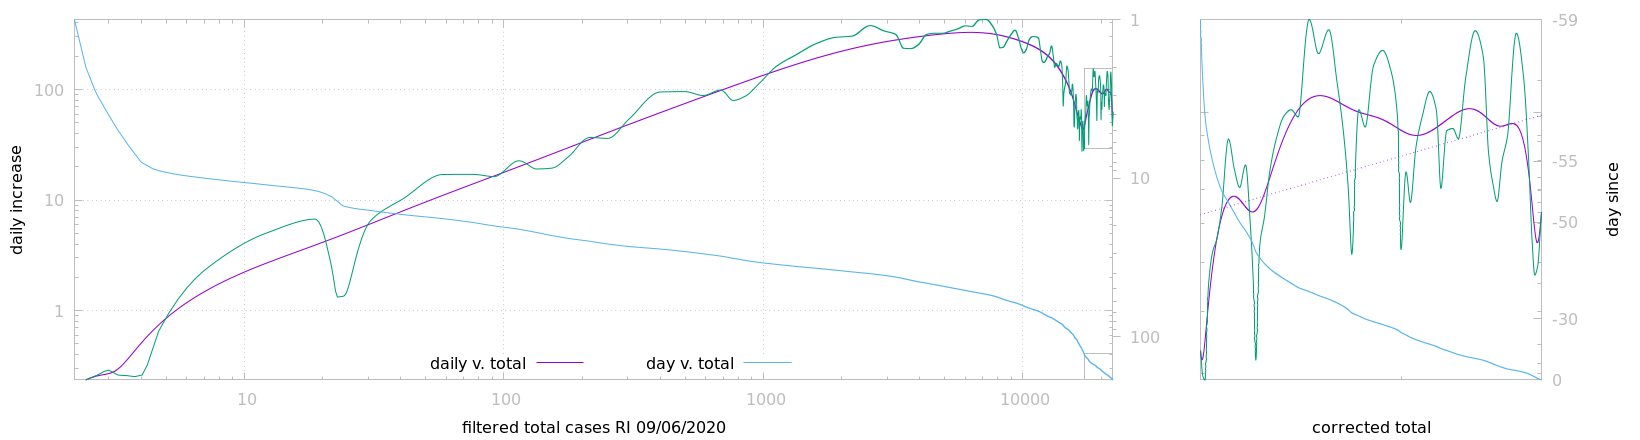 daily increase
100
10
1
10
100
1000
10000
1
10
100
daily v. total
day v. total
filtered total cases RI 09/06/2020
-59
-55
-50
-30
0
day since
corrected total